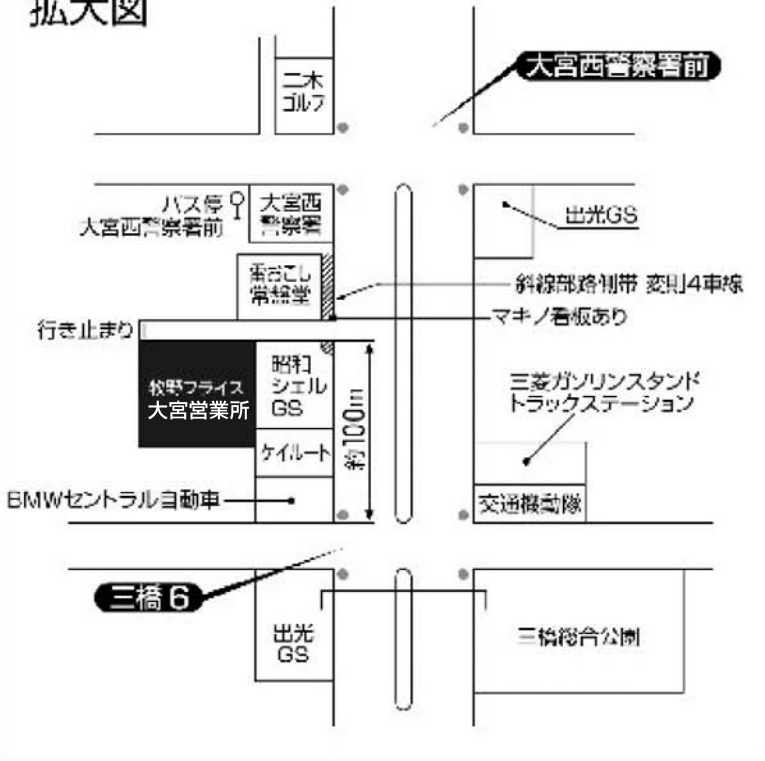 拡大図
二木
ゴルフ
大宮西警察署前
バス停
大宮西警察署前
大宮西
警察署
出光GS
雷おこし
常盤堂
斜線部路側帯 変則4車線
マキノ看板あり
行き止まり
牧野フライス
大宮営業所
昭和
シェル
GS
約100m
三菱ガソリンスタンド
トラックステーション
ケイルート
BMWセントラル自動車
交通機動隊
三橋6
出光
GS
三橋総合公園